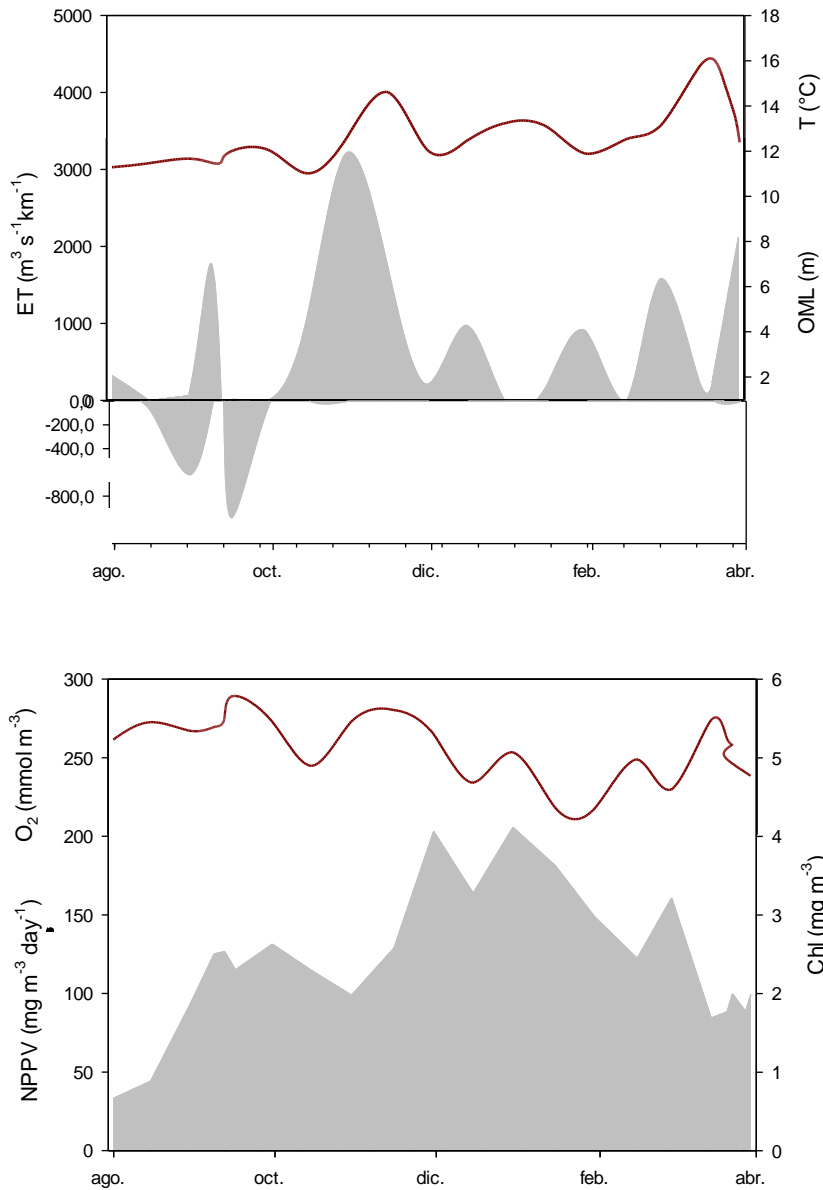 5000
4000
3000
2000
1000
0,0
-200,0
-400,0
-800,0
ET (m³ s⁻¹km⁻¹)
18
16
14
12
10
8
6
4
2
T (°C)
OML (m)
ago.
oct.
dic.
feb.
abr.
300
250
200
150
100
50
0
O₂ (mmol m⁻³)
NPPV (mg m⁻³ day⁻¹)
6
5
4
3
2
1
0
Chl (mg m⁻³)
ago.
oct.
dic.
feb.
abr.